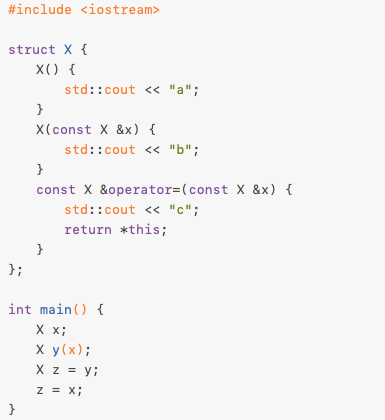 #include <iostream>

struct X {
    X() {
        std::cout << "a";
    }
    X(const X &x) {
        std::cout << "b";
    }
    const X &operator=(const X &x) {
        std::cout << "c";
        return *this;
    }
};

int main() {
    X x;
    X y(x);
    X z = y;
    z = x;
}